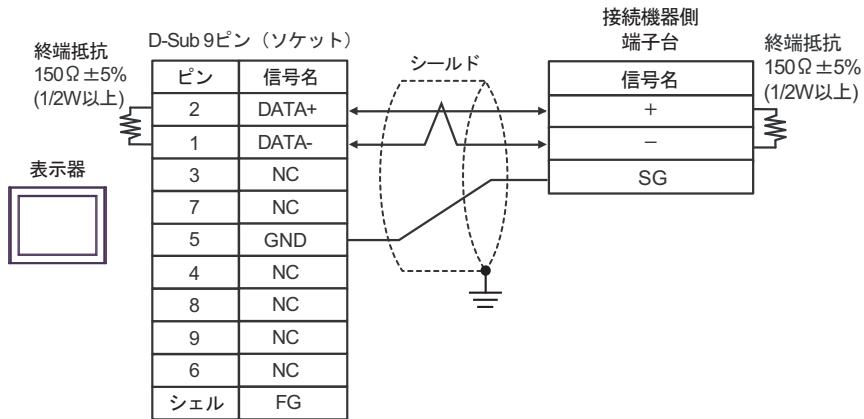 終端抵抗
150Ω±5%
(1/2W以上)
D-Sub 9ピン（ソケット）
ピン 信号名
2 DATA+
1 DATA-
3 NC
7 NC
5 GND
4 NC
8 NC
9 NC
6 NC
シェル FG
表示器
シールド
接続機器側
端子台
信号名
+
−
SG
終端抵抗
150Ω±5%
(1/2W以上)